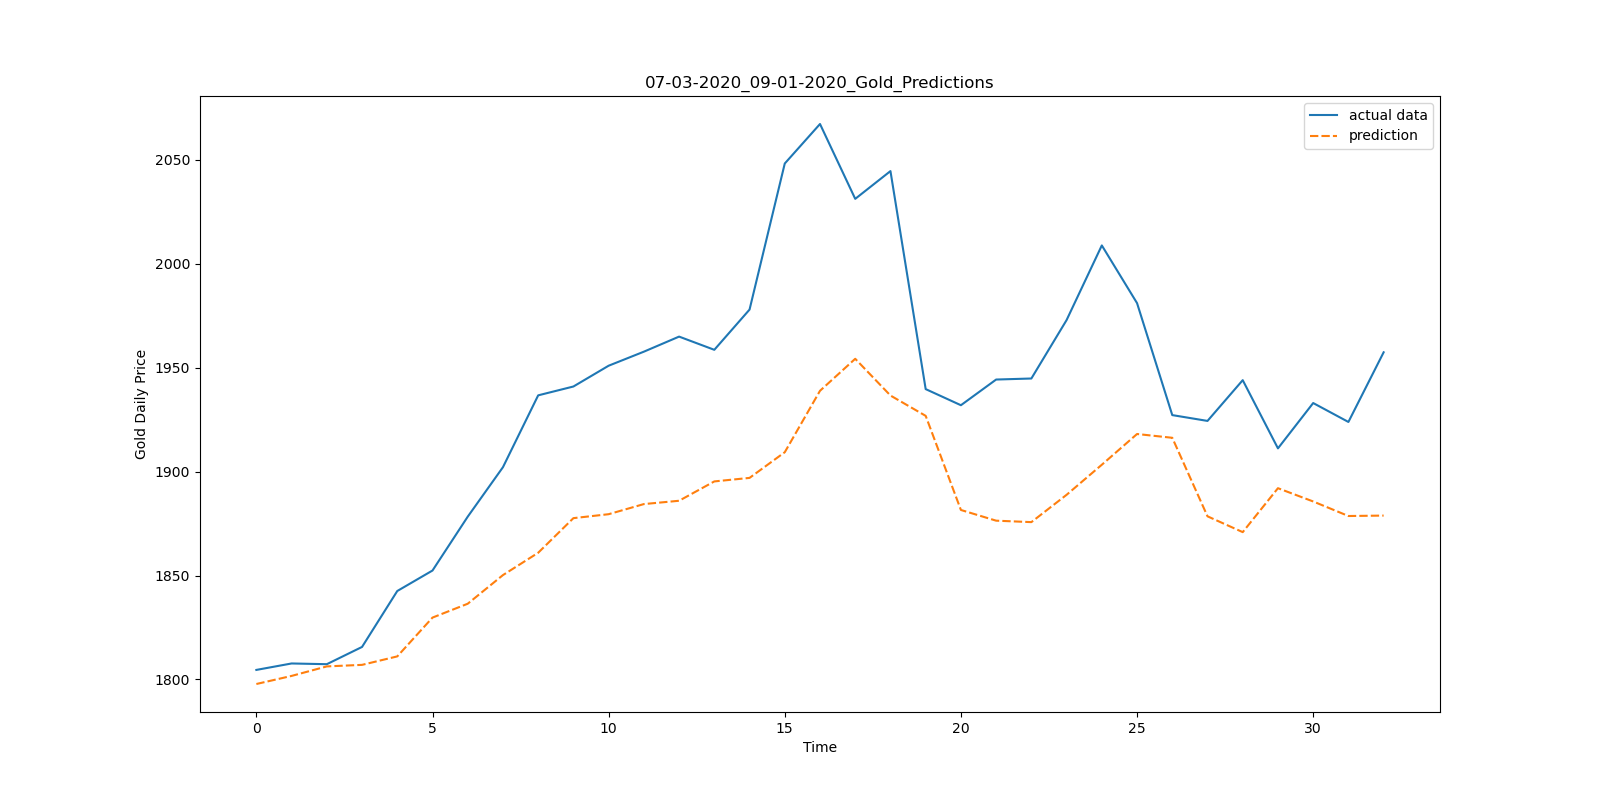 07-03-2020_09-01-2020_Gold_Predictions
actual data
prediction
Gold Daily Price
2050
2000
1950
1900
1850
1800
0 5 10 15 20 25 30
Time